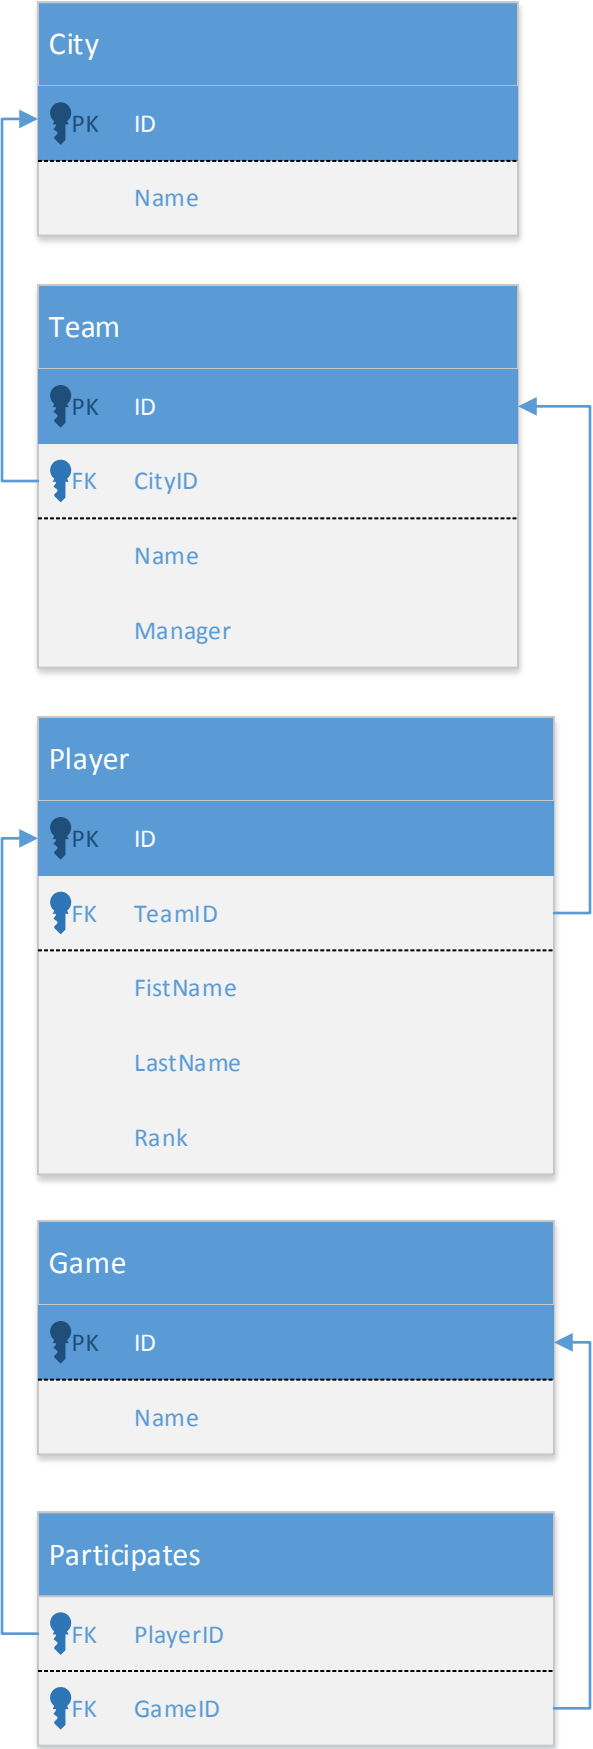 City
PK ID
Name
Team
PK ID
FK CityID
Name
Manager
Player
PK ID
FK TeamID
FistName
LastName
Rank
Game
PK ID
Name
Participates
FK PlayerID
FK GameID